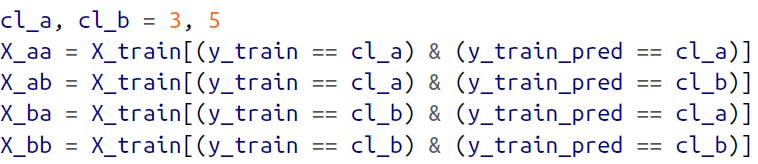 cl_a, cl_b = 3, 5
X_aa = X_train[(y_train == cl_a) & (y_train_pred == cl_a)]
X_ab = X_train[(y_train == cl_a) & (y_train_pred == cl_b)]
X_ba = X_train[(y_train == cl_b) & (y_train_pred == cl_a)]
X_bb = X_train[(y_train == cl_b) & (y_train_pred == cl_b)]